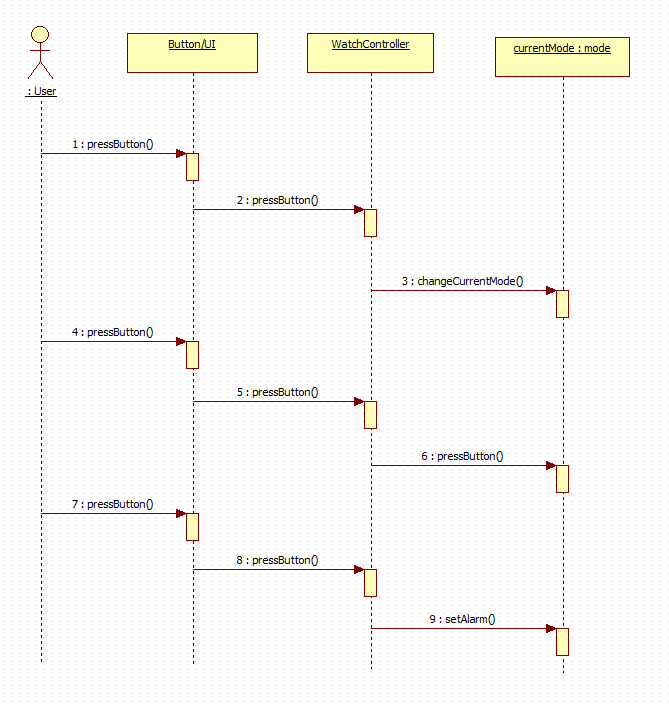 Button/UI
WatchController
currentMode : mode
: User
1 : pressButton()
2 : pressButton()
3 : changeCurrentMode()
4 : pressButton()
5 : pressButton()
6 : pressButton()
7 : pressButton()
8 : pressButton()
9 : setAlarm()